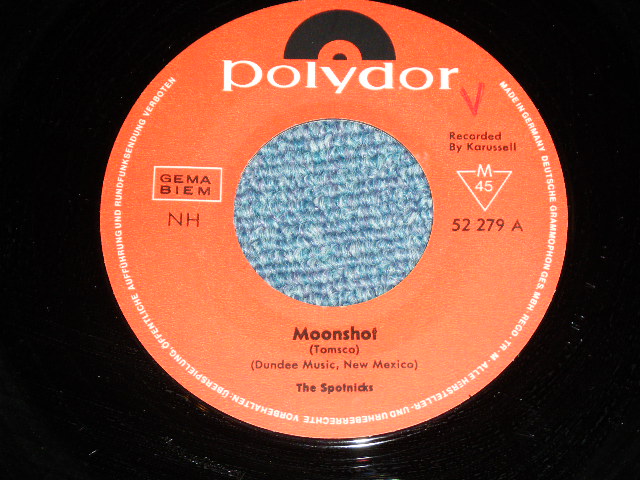 polydor
V
Recorded
By Karussell
GEMA
BIEM
M
45
NH
52 279 A
Moonshot
(Tomsco)
(Dundee Music, New Mexico)
The Spotnicks
MADE IN GERMANY DEUTSCHE GRAMMOPHON GES. MBH REGD. TR.-M. ALLE HERSTELLER- UND URHEBERRECHTE VORBEHALTEN-ÜBERSPIELUNG, ÖFFENTLICHE AUFFÜHRUNG UND RUNDFUNKSENDUNG VERBOTEN